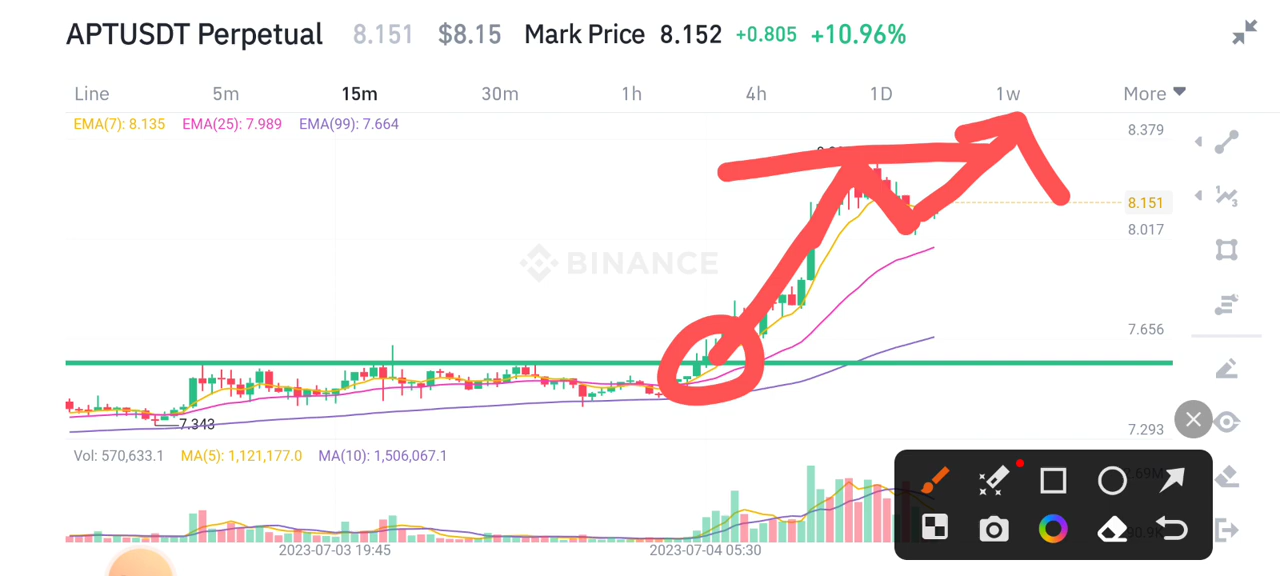 APTUSDT Perpetual 8.151 $8.15 Mark Price 8.152 +0.805 +10.96%
Line 5m 15m 30m 1h 4h 1D 1w More
EMA(7): 8.135 EMA(25): 7.989 EMA(99): 7.664
8.379
8.151
8.017
BINANCE
7.656
7.343
7.293
Vol: 570,633.1 MA(5): 1,121,177.0 MA(10): 1,506,067.1
2023-07-03 19:45 2023-07-04 05:30